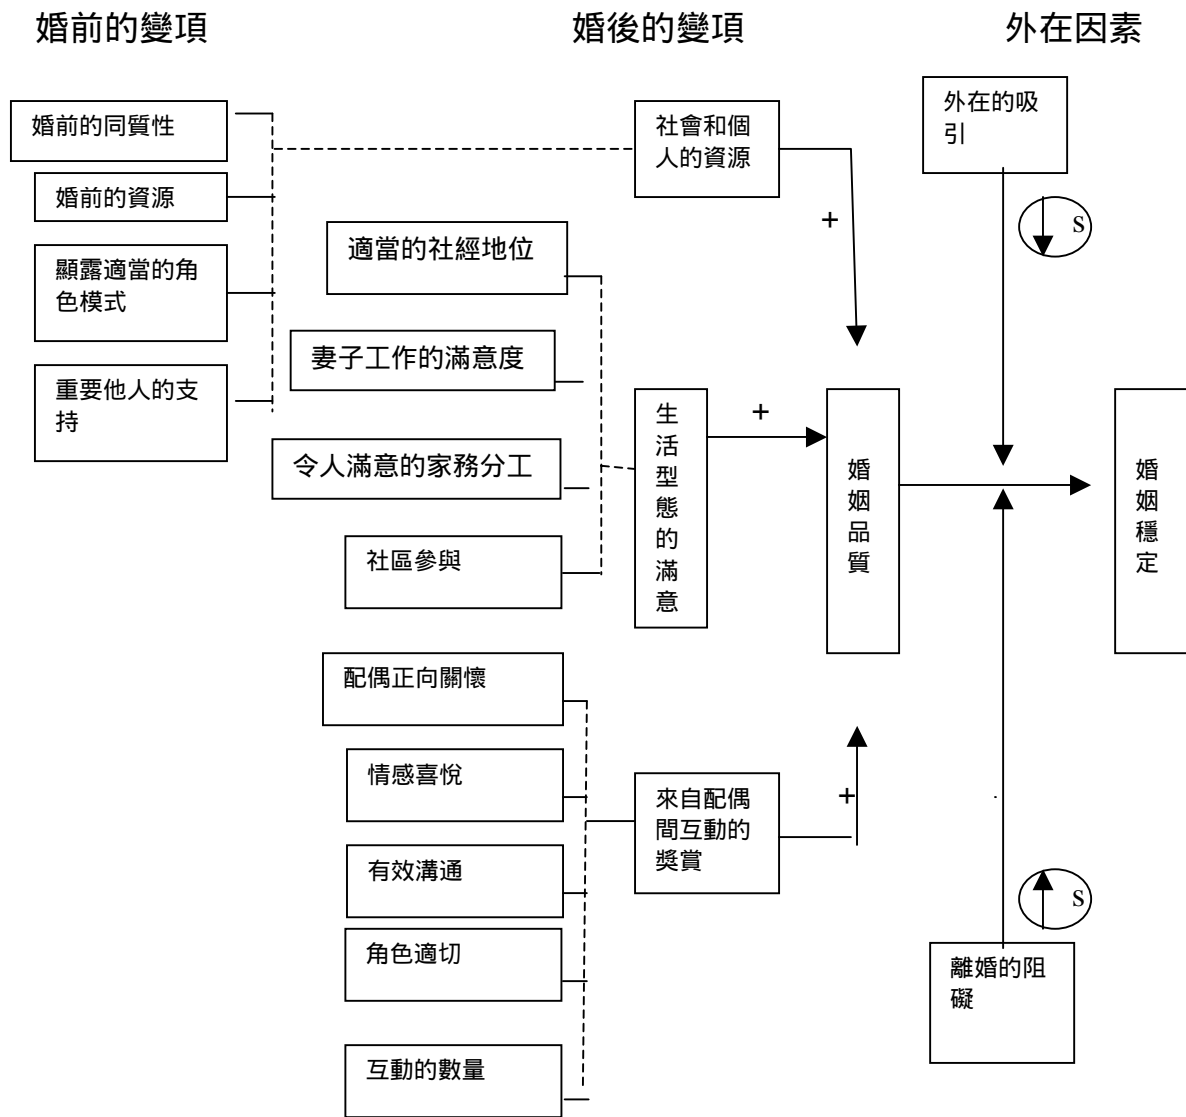 婚前的變項
婚後的變項
外在因素
婚前的同質性
婚前的資源
顯露適當的角
色模式
重要他人的支
持
適當的社經地位
妻子工作的滿意度
令人滿意的家務分工
社區參與
配偶正向關懷
情感喜悅
有效溝通
角色適切
互動的數量
社會和個
人的資源
+
生
活
型
態
的
滿
意
+
來自配偶
間互動的
獎賞
+
婚
姻
品
質
外在的吸
引
S
S
離婚的阻
礙
婚
姻
穩
定